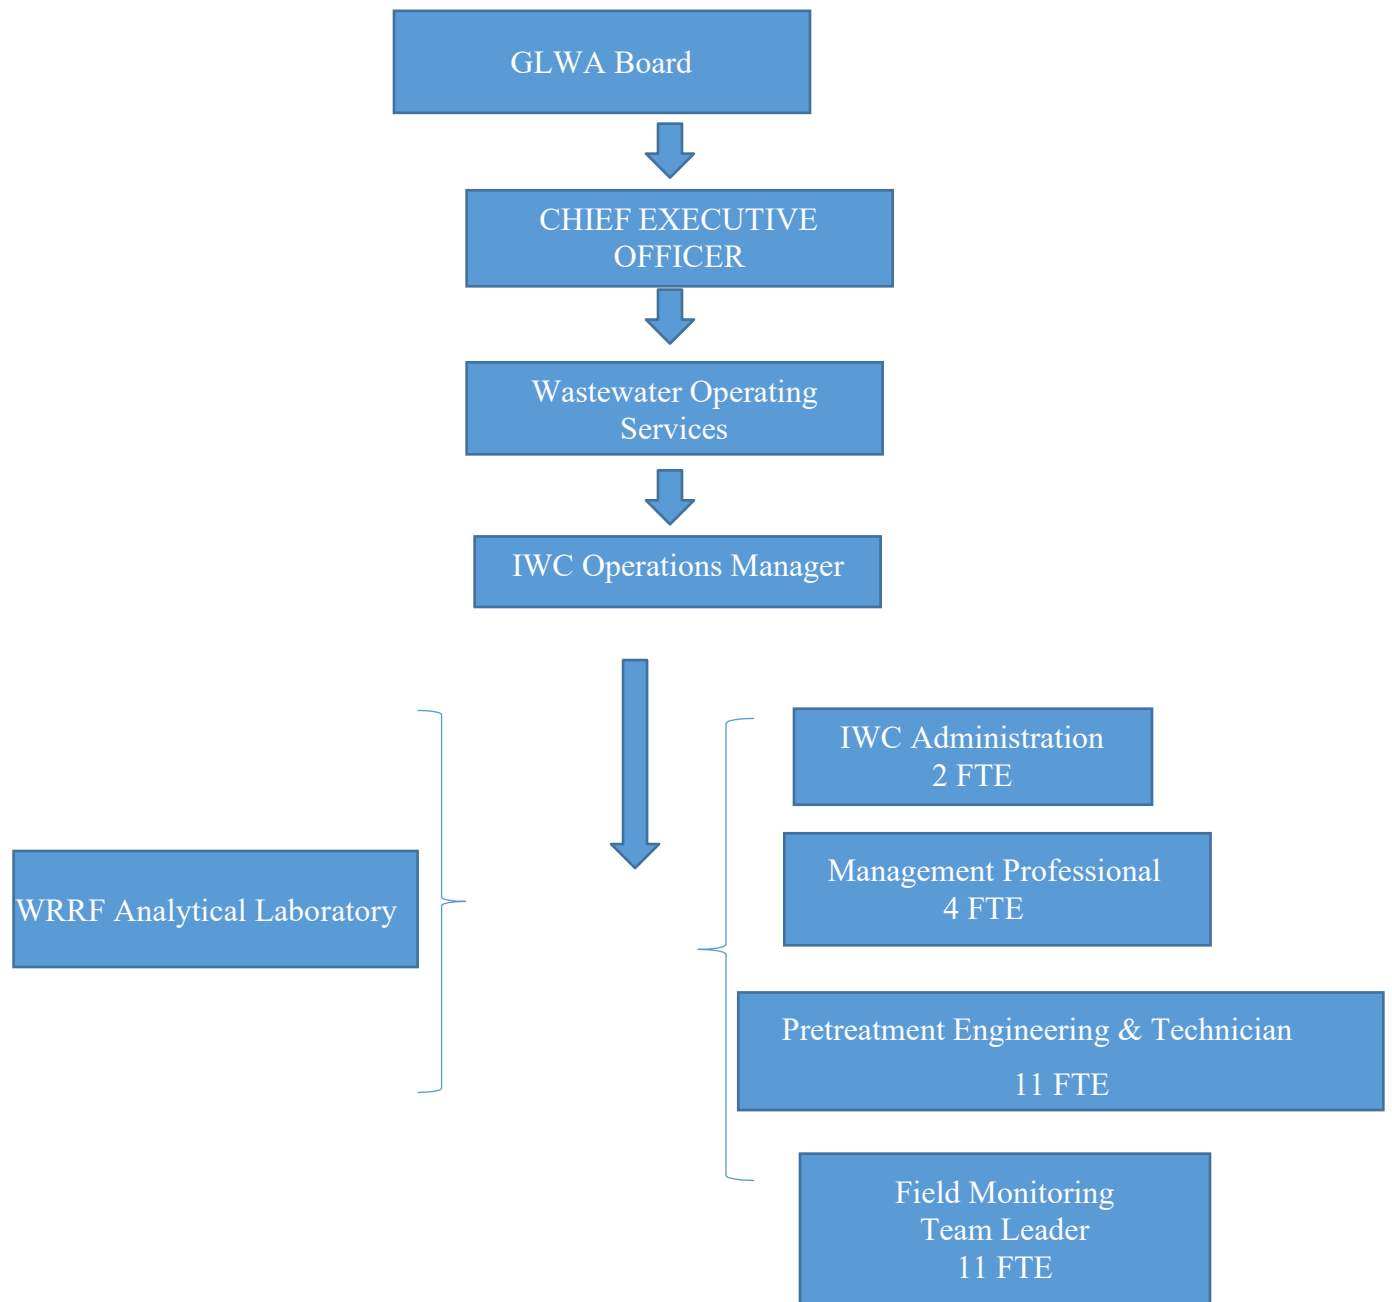 GLWA Board
CHIEF EXECUTIVE
OFFICER
Wastewater Operating
Services
IWC Operations Manager
WRRF Analytical Laboratory
IWC Administration
2 FTE
Management Professional
4 FTE
Pretreatment Engineering & Technician
11 FTE
Field Monitoring
Team Leader
11 FTE